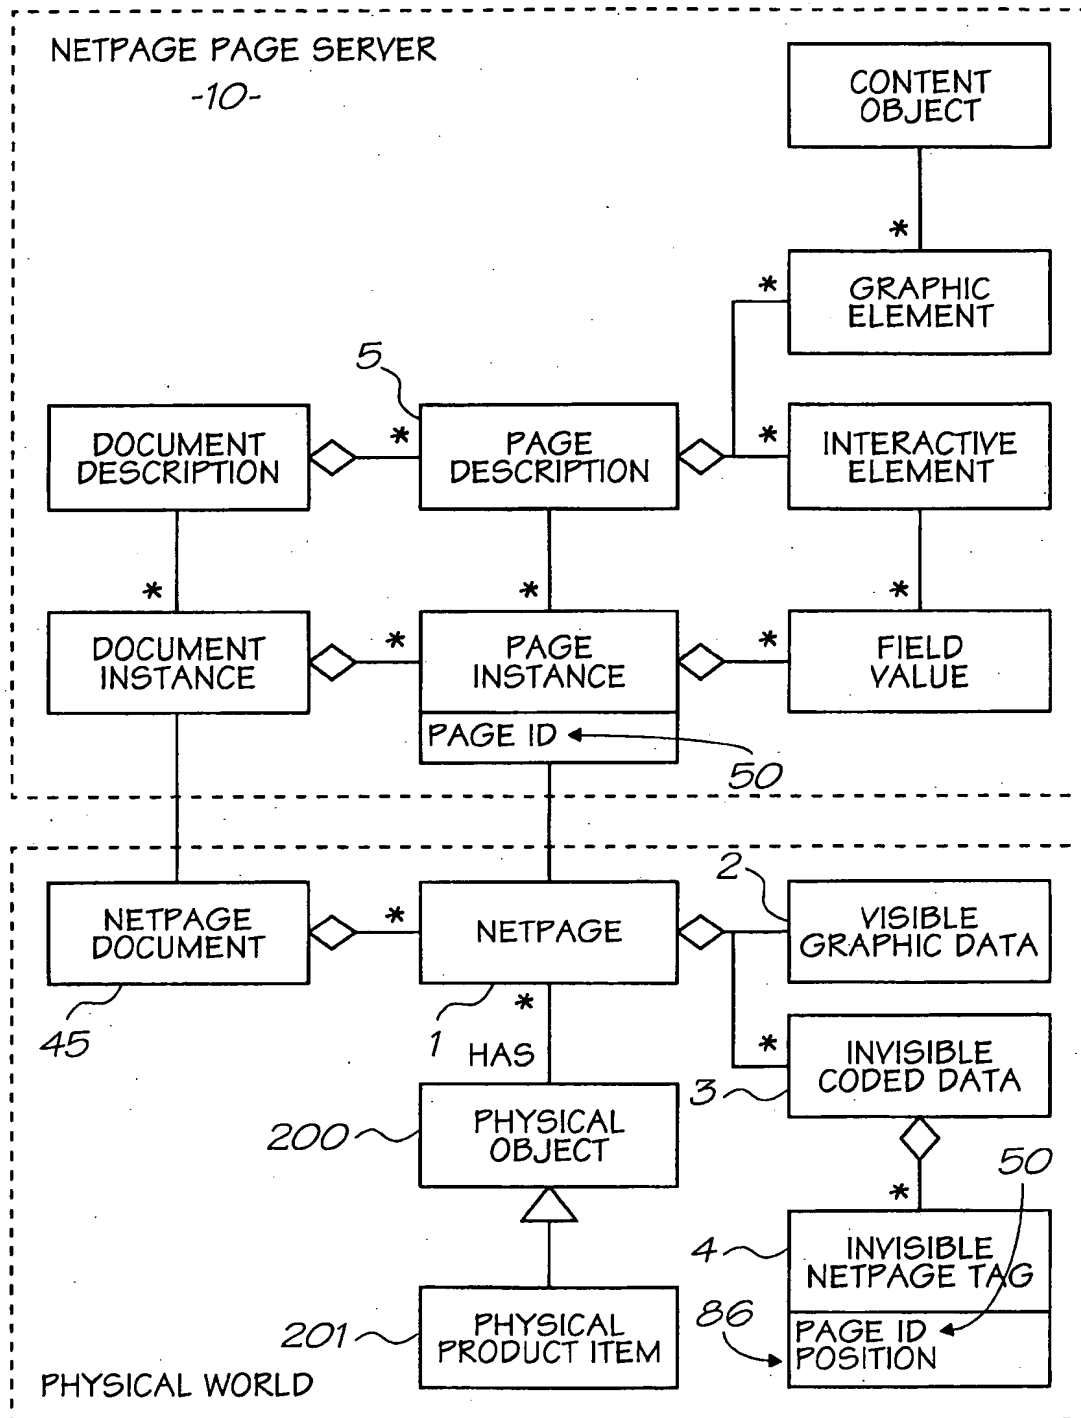 NETPAGE PAGE SERVER
-10-
CONTENT
OBJECT
*
*
GRAPHIC
ELEMENT
5
DOCUMENT
DESCRIPTION
*
PAGE
DESCRIPTION
*
INTERACTIVE
ELEMENT
*
*
*
DOCUMENT
INSTANCE
*
PAGE
INSTANCE
*
FIELD
VALUE
PAGE ID
50
NETPAGE
DOCUMENT
*
NETPAGE
2
VISIBLE
GRAPHIC DATA
45
1
*
HAS
*
3
INVISIBLE
CODED DATA
200
PHYSICAL
OBJECT
50
*
4
INVISIBLE
NETPAGE TAG
201
PHYSICAL
PRODUCT ITEM
86
PAGE ID
POSITION
PHYSICAL WORLD